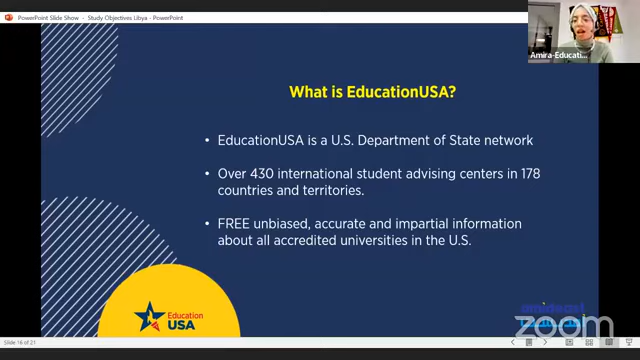 PowerPoint Slide Show - Study Objectives Libya - PowerPoint
Amira-Educati...
What is EducationUSA?
• EducationUSA is a U.S. Department of State network
• Over 430 international student advising centers in 178
countries and territories.
• FREE unbiased, accurate and impartial information
about all accredited universities in the U.S.
Education
USA
zoom
Slide 16 of 21